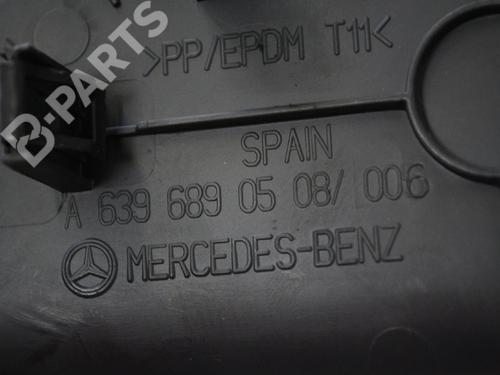 >PP/EPDM T11<
SPAIN
A 639 689 05 08/ 006
MERCEDES-BENZ
B-PARTS